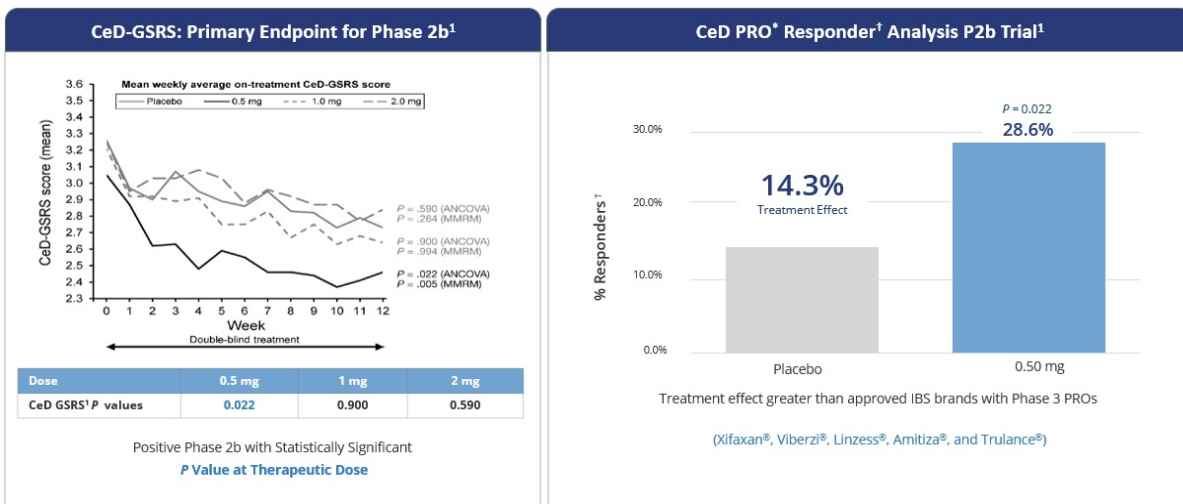 CeD-GSRS: Primary Endpoint for Phase 2b¹
Mean weekly average on-treatment CeD-GSRS score
Placebo 0.5 mg 1.0 mg 2.0 mg
CeD-GSRS score (mean)
3.6
3.5
3.4
3.3
3.2
3.1
3.0
2.9
2.8
2.7
2.6
2.5
2.4
2.3
P = .590 (ANCOVA)
P = .264 (MMRM)
P = .900 (ANCOVA)
P = .994 (MMRM)
P = .022 (ANCOVA)
P = .005 (MMRM)
0 1 2 3 4 5 6 7 8 9 10 11 12
Week
Double-blind treatment
Dose 0.5 mg 1 mg 2 mg
CeD GSRS¹ P values 0.022 0.900 0.590
Positive Phase 2b with Statistically Significant
P Value at Therapeutic Dose
CeD PRO* Responder† Analysis P2b Trial¹
% Responders†
30.0%
20.0%
10.0%
0.0%
P = 0.022
28.6%
14.3%
Treatment Effect
Placebo
0.50 mg
Treatment effect greater than approved IBS brands with Phase 3 PROs
(Xifaxan®, Viberzi®, Linzess®, Amitiza®, and Trulance®)